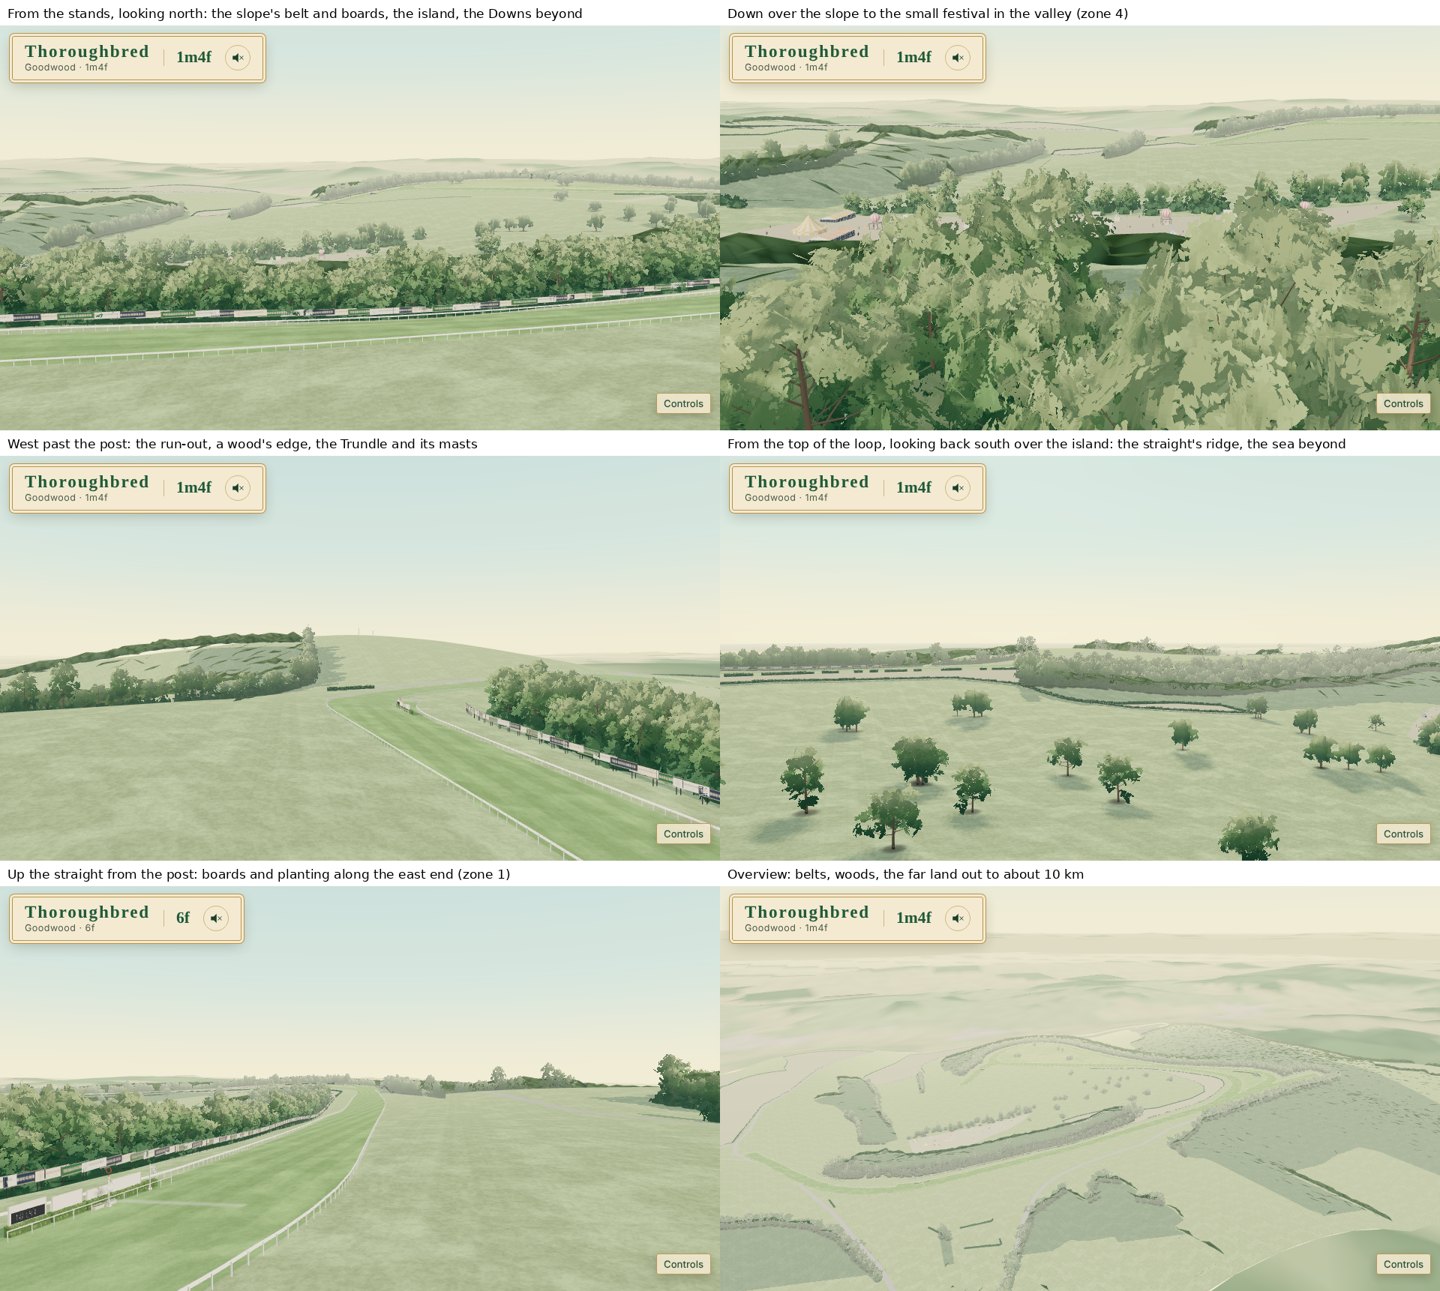 From the stands, looking north: the slope's belt and boards, the island, the Downs beyond
Thoroughbred
1m4f
Goodwood · 1m4f
Controls
Down over the slope to the small festival in the valley (zone 4)
Thoroughbred
1m4f
Goodwood · 1m4f
Controls
West past the post: the run-out, a wood's edge, the Trundle and its masts
Thoroughbred
1m4f
Goodwood · 1m4f
Controls
From the top of the loop, looking back south over the island: the straight's ridge, the sea beyond
Thoroughbred
1m4f
Goodwood · 1m4f
Controls
Up the straight from the post: boards and planting along the east end (zone 1)
Thoroughbred
6f
Goodwood · 6f
Controls
Overview: belts, woods, the far land out to about 10 km
Thoroughbred
1m4f
Goodwood · 1m4f
Controls